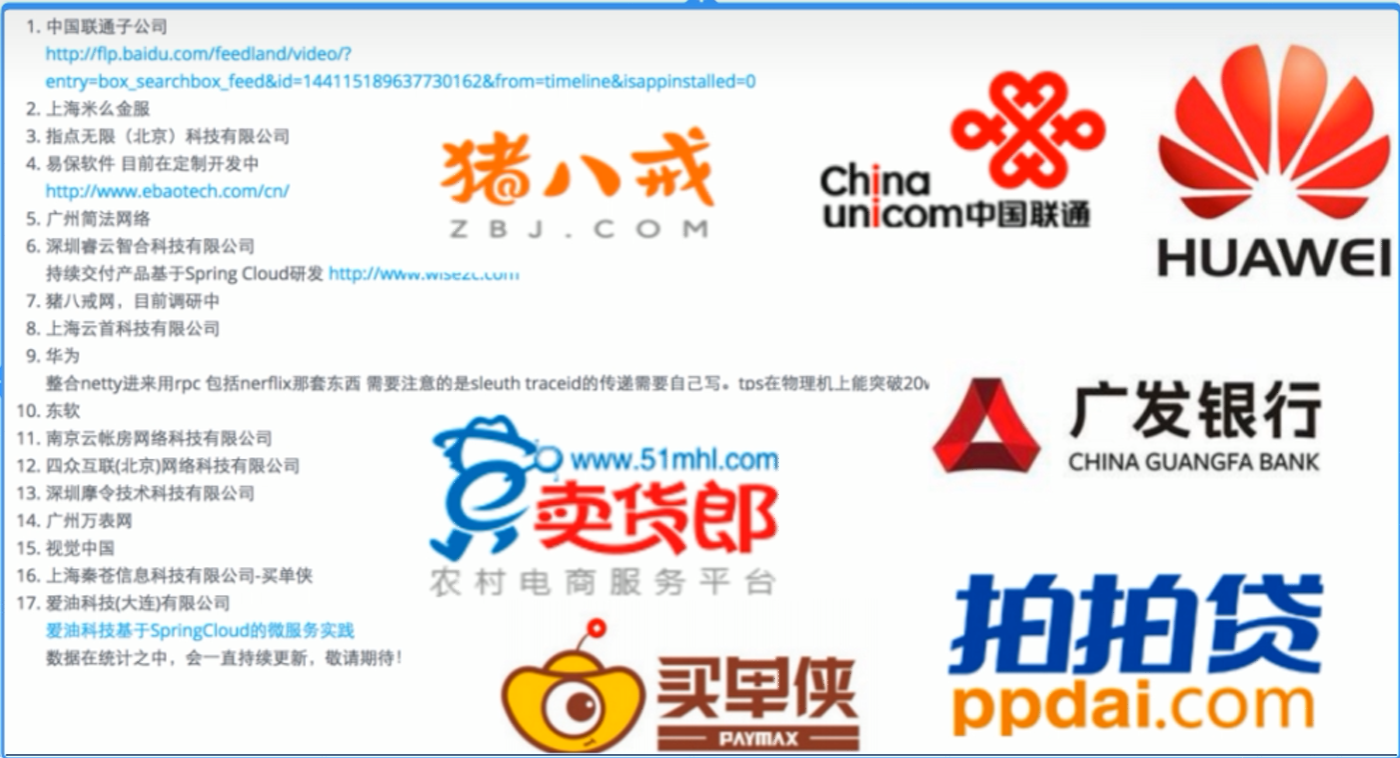 1. 中国联通子公司
http://flp.baidu.com/feedland/video/?
entry=box_searchbox_feed&id=144115189637730162&from=timeline&isappinstalled=0
2. 上海米么金服
3. 指点无限（北京）科技有限公司
4. 易保软件 目前在定制开发中
http://www.ebaotech.com/cn/
5. 广州简法网络
6. 深圳睿云智合科技有限公司
持续交付产品基于Spring Cloud研发 http://www.wise2c.com
7. 猪八戒网，目前调研中
8. 上海云首科技有限公司
9. 华为
整合netty进来用rpc 包括nerflix那套东西 需要注意的是sleuth traceid的传递需要自己写。tps在物理机上能突破20w
10. 东软
11. 南京云帐房网络科技有限公司
12. 四众互联(北京)网络科技有限公司
13. 深圳摩令技术科技有限公司
14. 广州万表网
15. 视觉中国
16. 上海秦苍信息科技有限公司-买单侠
17. 爱油科技(大连)有限公司
爱油科技基于SpringCloud的微服务实践
数据在统计之中，会一直持续更新，敬请期待！
猪八戒
ZBJ.COM
China
unicom中国联通
HUAWEI
广发银行
CHINA GUANGFA BANK
www.51mhl.com
卖货郎
农村电商服务平台
拍拍贷
ppdai.com
买单侠
PAYMAX